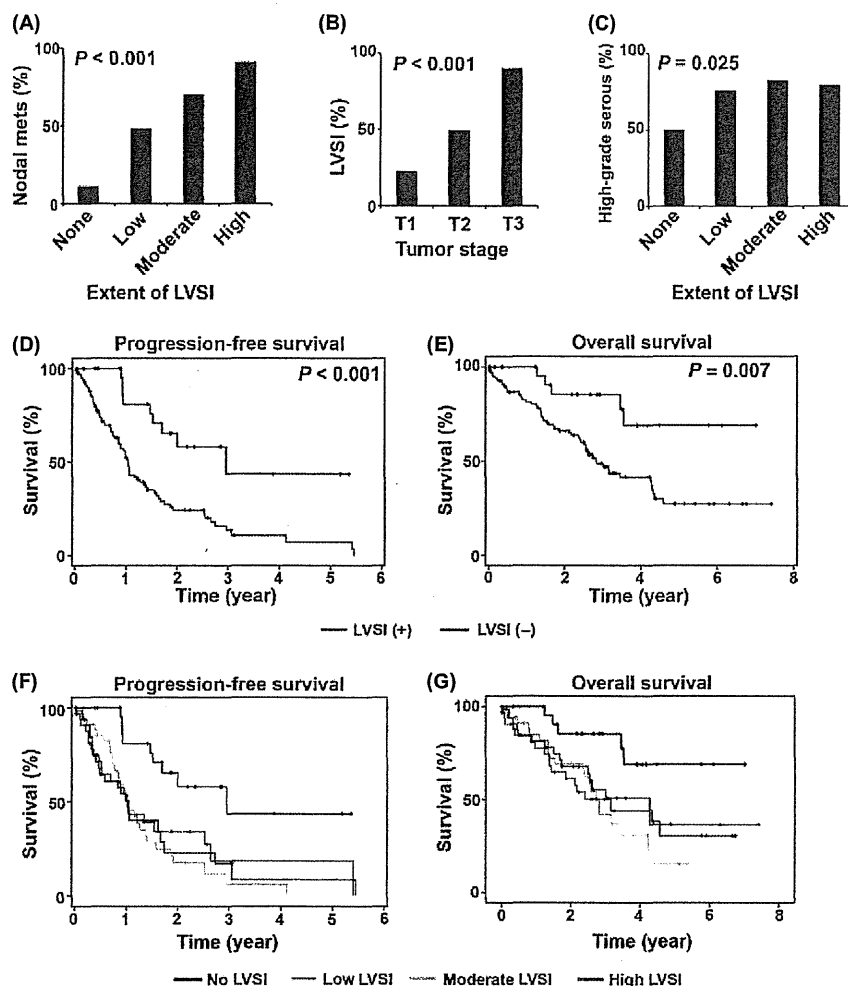 (A)
P < 0.001
Nodal mets (%)
100
50
0
None Low Moderate High
Extent of LVSI
(B)
P < 0.001
LVSI (%)
100
50
0
T1 T2 T3
Tumor stage
(C)
P = 0.025
High-grade serous (%)
100
50
0
None Low Moderate High
Extent of LVSI
(D)
Progression-free survival
P < 0.001
Survival (%)
100
50
0
0 1 2 3 4 5 6
Time (year)
(E)
Overall survival
P = 0.007
Survival (%)
100
50
0
0 2 4 6 8
Time (year)
LVSI (+) LVSI (–)
(F)
Progression-free survival
Survival (%)
100
50
0
0 1 2 3 4 5 6
Time (year)
(G)
Overall survival
Survival (%)
100
50
0
0 2 4 6 8
Time (year)
No LVSI Low LVSI Moderate LVSI High LVSI